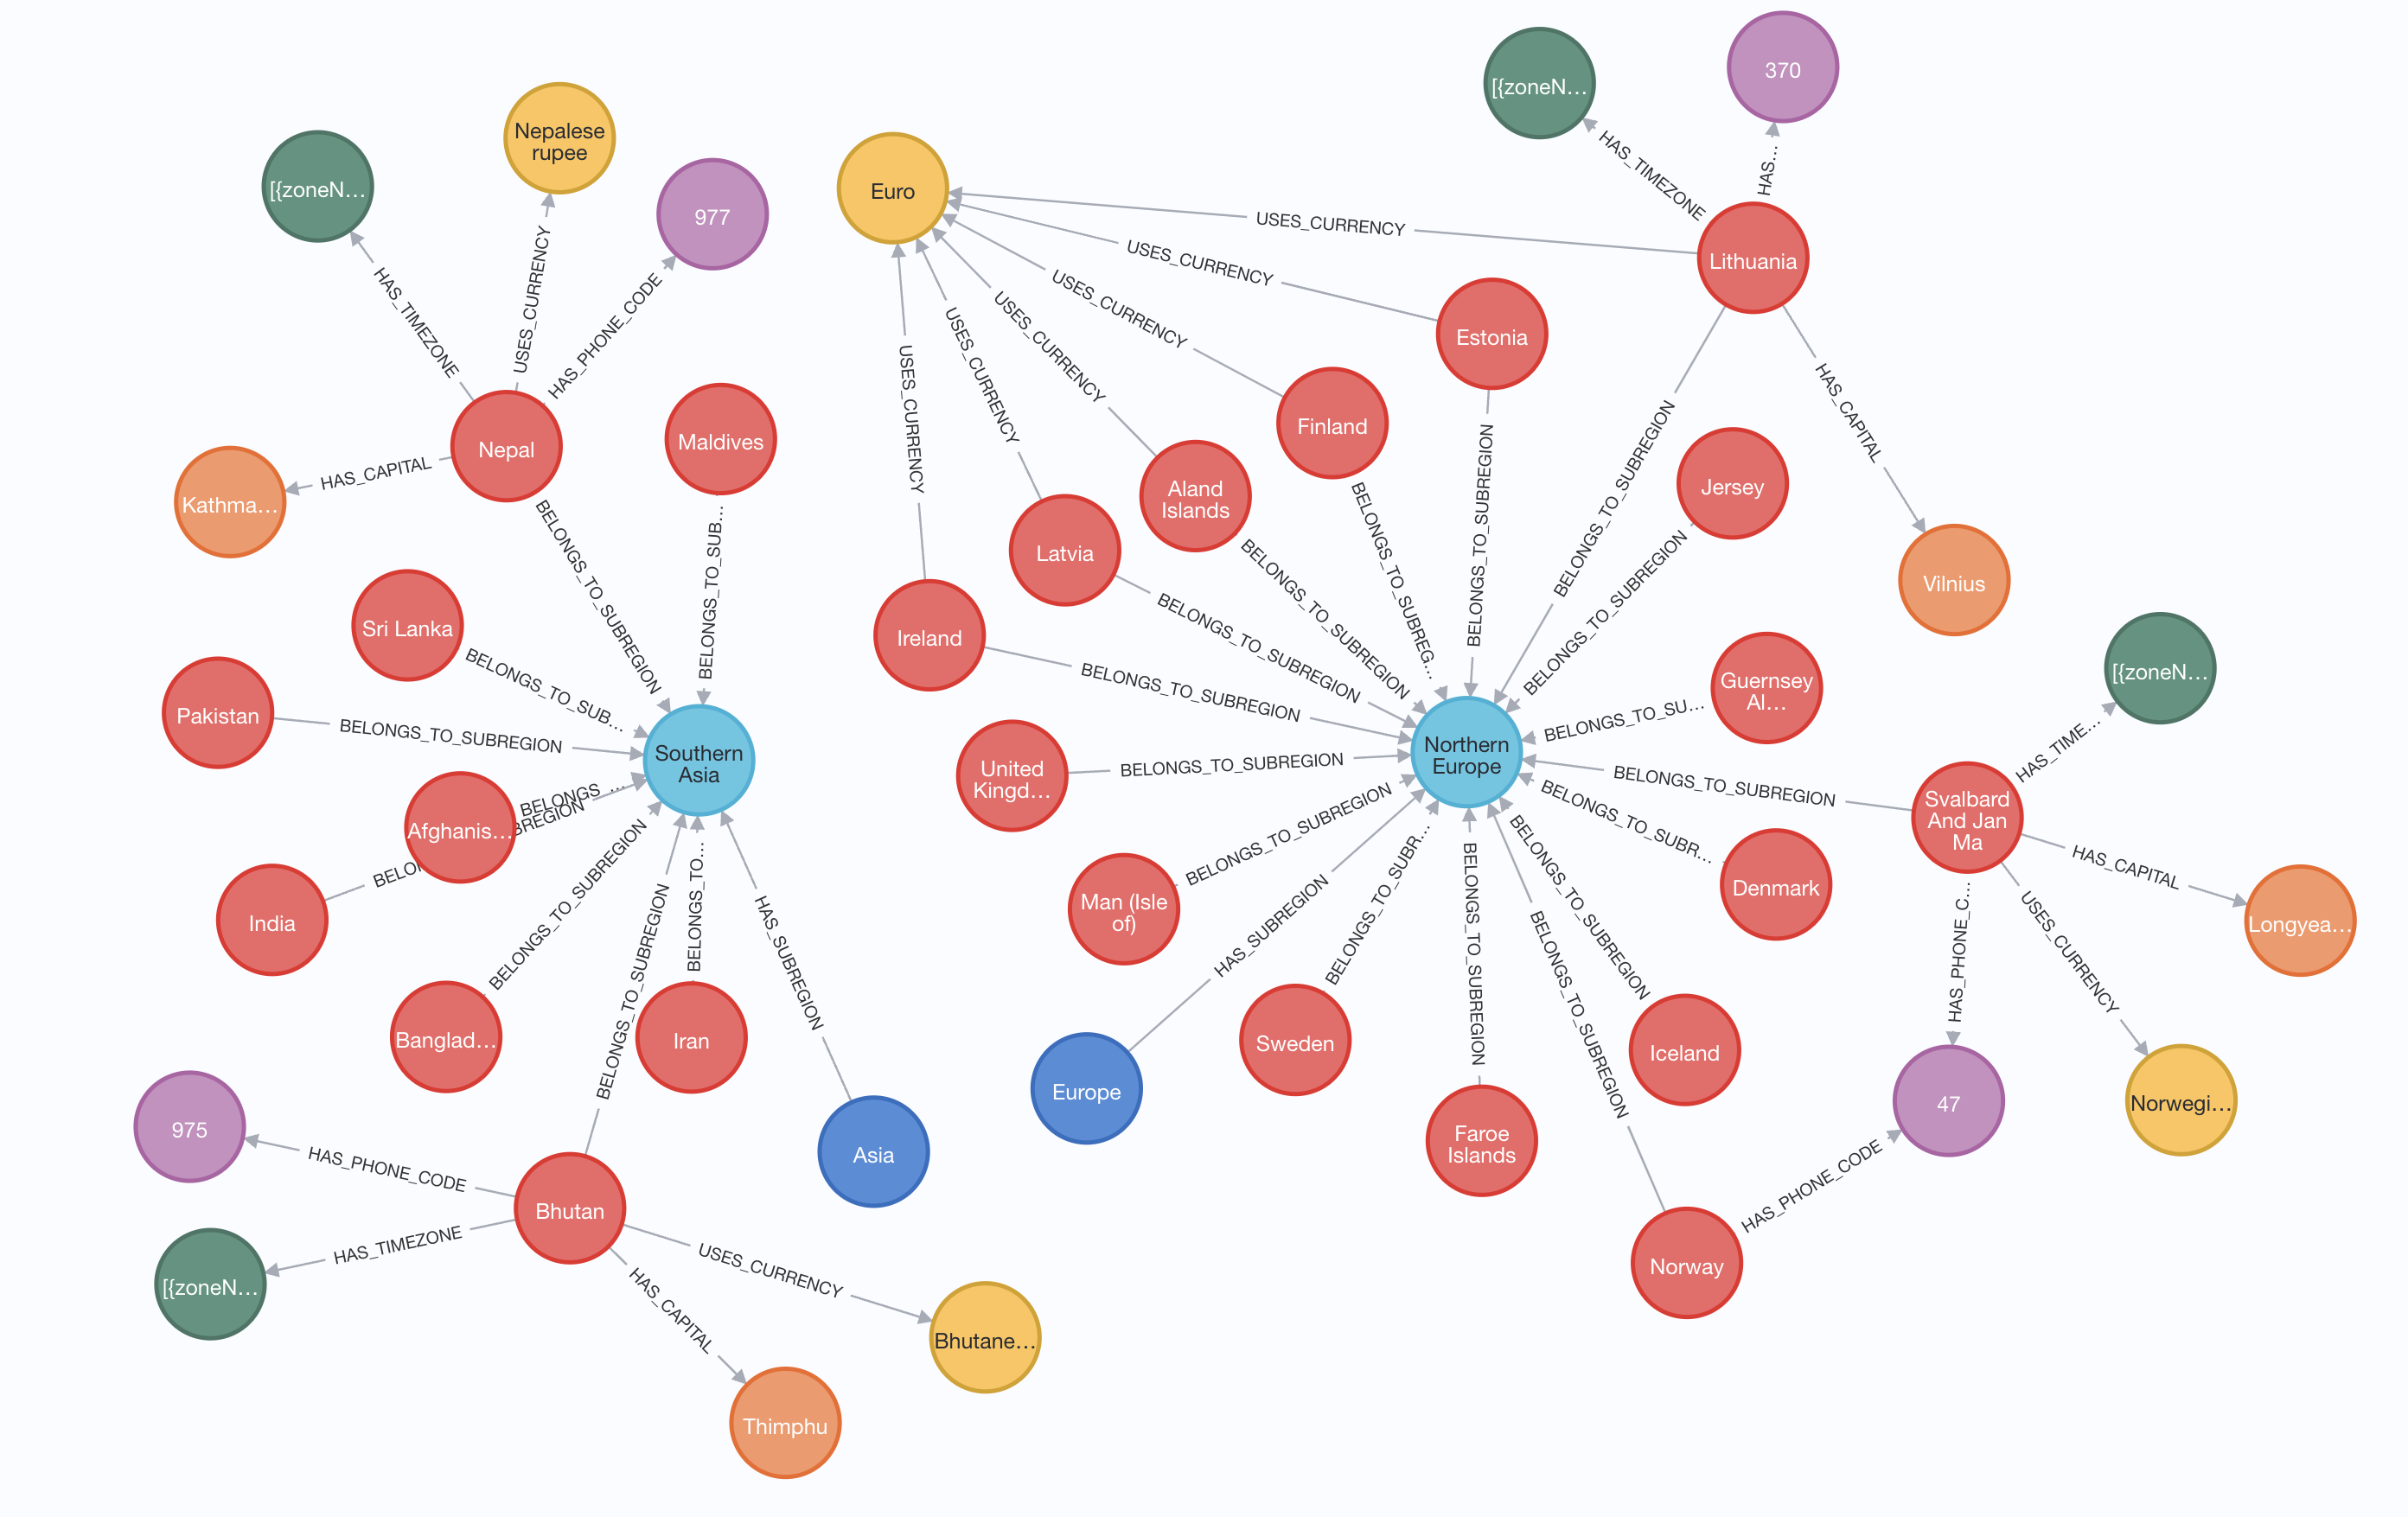 370
[{zoneN…
HAS_TIMEZONE
HAS…
Nepalese
rupee
[{zoneN…
977
Euro
USES_CURRENCY
USES_CURRENCY
USES_CURRENCY
USES_CURRENCY
USES_CURRENCY
USES_CURRENCY
Lithuania
HAS_TIMEZONE
USES_CURRENCY
HAS_PHONE_CODE
Estonia
Finland
Nepal
Maldives
HAS_CAPITAL
Kathma…
BELONGS_TO_SUBREGION
BELONGS_TO_SUB…
Aland
Islands
Latvia
Ireland
Jersey
HAS_CAPITAL
Vilnius
BELONGS_TO_SUBREGION
BELONGS_TO_SUBREGION
BELONGS_TO_SUBREGION
BELONGS_TO_SUBREG…
BELONGS_TO_SUBREGION
BELONGS_TO_SUBREGION
BELONGS_TO_SUBREGION
Sri Lanka
BELONGS_TO_SUB…
Pakistan
BELONGS_TO_SUBREGION
Southern
Asia
Afghanis…
BELONGS_…
BELO
BREGION
India
BELONGS_TO_SUBREGION
Banglad…
BELONGS_TO_SUBREGION
BELONGS_TO…
Iran
HAS_SUBREGION
Asia
Northern
Europe
Guernsey
Al…
BELONGS_TO_SU…
[{zoneN…
HAS_TIME…
United
Kingd…
BELONGS_TO_SUBREGION
BELONGS_TO_SUBREGION
Svalbard
And Jan
Ma
BELONGS_TO_SUBREGION
Man (Isle
of)
BELONGS_TO_SUBR…
Denmark
HAS_CAPITAL
Longyea…
HAS_SUBREGION
Europe
BELONGS_TO_SUBR…
Sweden
BELONGS_TO_SUBREGION
Faroe
Islands
BELONGS_TO_SUBREGION
BELONGS_TO_SUBREGION
Iceland
HAS_PHONE_C…
USES_CURRENCY
47
Norwegi…
HAS_PHONE_CODE
Norway
975
HAS_PHONE_CODE
Bhutan
HAS_TIMEZONE
[{zoneN…
USES_CURRENCY
Bhutane…
HAS_CAPITAL
Thimphu